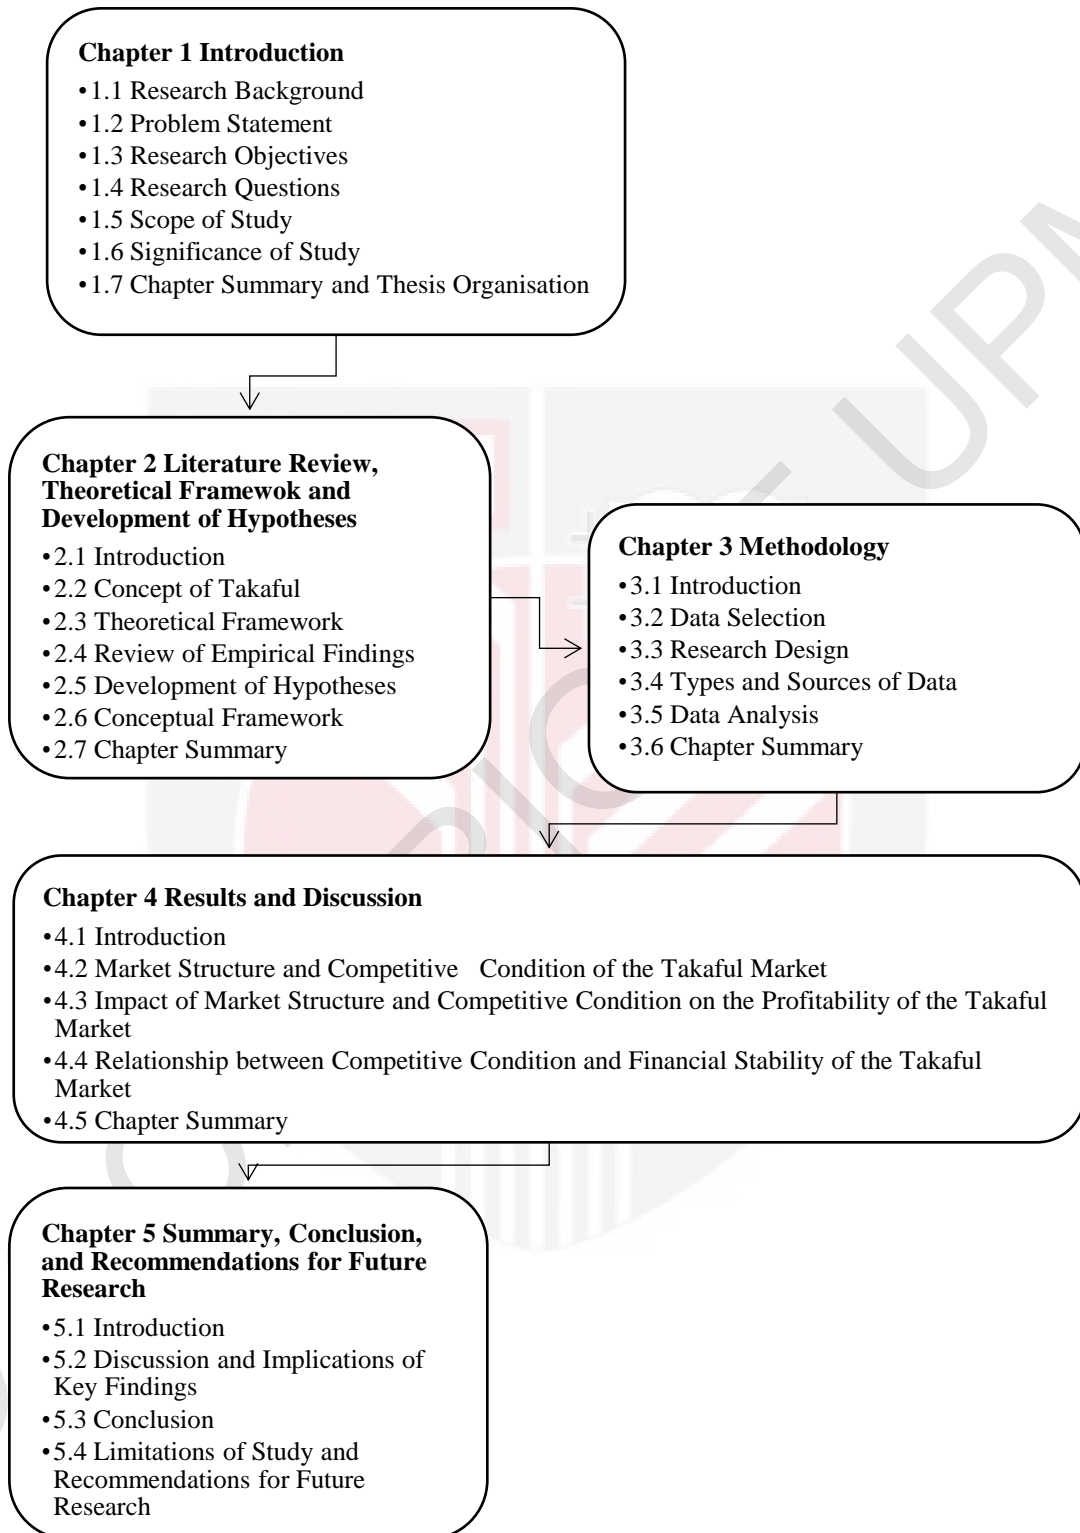 Chapter 1 Introduction
•1.1 Research Background
•1.2 Problem Statement
•1.3 Research Objectives
•1.4 Research Questions
•1.5 Scope of Study
•1.6 Significance of Study
•1.7 Chapter Summary and Thesis Organisation
Chapter 2 Literature Review,
Theoretical Framewok and
Development of Hypotheses
•2.1 Introduction
•2.2 Concept of Takaful
•2.3 Theoretical Framework
•2.4 Review of Empirical Findings
•2.5 Development of Hypotheses
•2.6 Conceptual Framework
•2.7 Chapter Summary
Chapter 3 Methodology
•3.1 Introduction
•3.2 Data Selection
•3.3 Research Design
•3.4 Types and Sources of Data
•3.5 Data Analysis
•3.6 Chapter Summary
Chapter 4 Results and Discussion
•4.1 Introduction
•4.2 Market Structure and Competitive   Condition of the Takaful Market
•4.3 Impact of Market Structure and Competitive Condition on the Profitability of the Takaful
Market
•4.4 Relationship between Competitive Condition and Financial Stability of the Takaful
Market
•4.5 Chapter Summary
Chapter 5 Summary, Conclusion,
and Recommendations for Future
Research
•5.1 Introduction
•5.2 Discussion and Implications of
Key Findings
•5.3 Conclusion
•5.4 Limitations of Study and
Recommendations for Future
Research
UPM